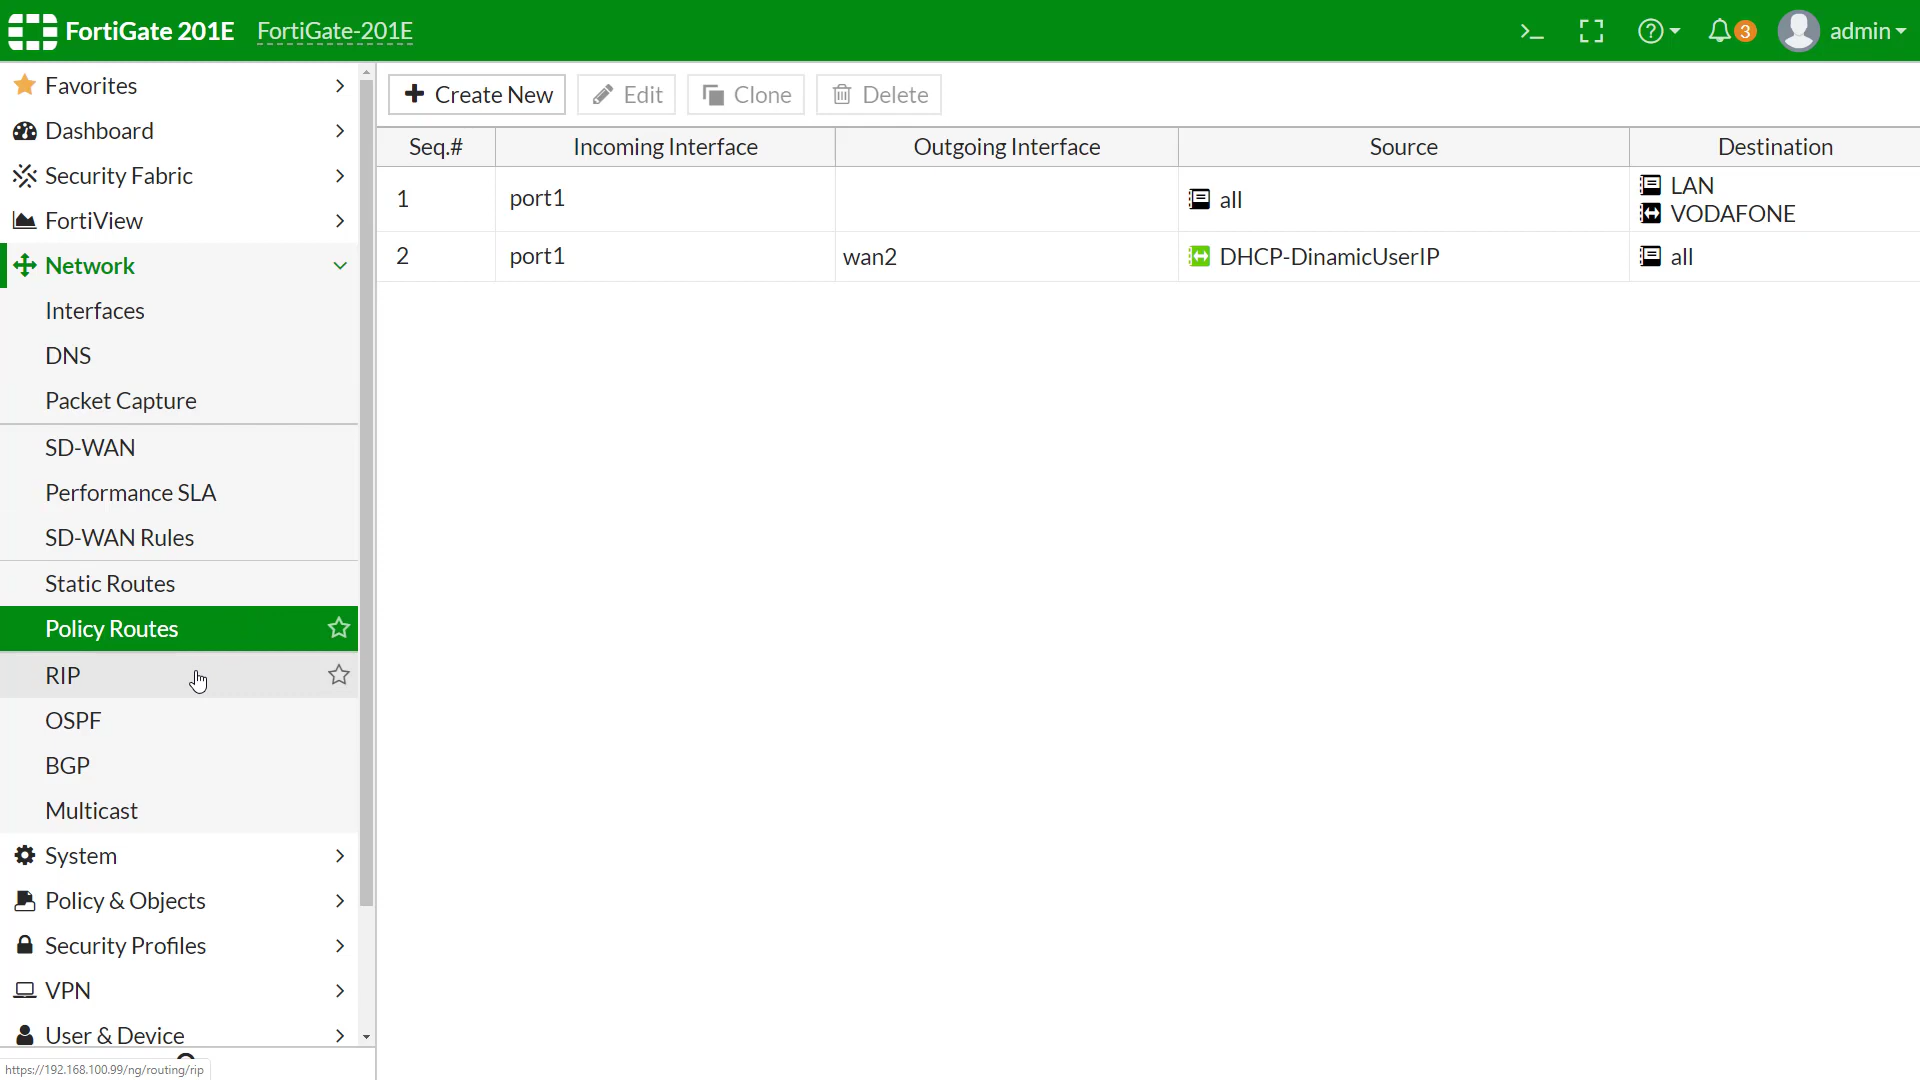 FortiGate 201E FortiGate-201E 3 admin
Favorites
Dashboard
Security Fabric
FortiView
Network
Interfaces
DNS
Packet Capture
SD-WAN
Performance SLA
SD-WAN Rules
Static Routes
Policy Routes
RIP
OSPF
BGP
Multicast
System
Policy & Objects
Security Profiles
VPN
User & Device
https://192.168.100.99/ng/routing/rip
Create New Edit Clone Delete
Seq.# Incoming Interface Outgoing Interface Source Destination
1 port1 all LAN
VODAFONE
2 port1 wan2 DHCP-DinamicUserIP all